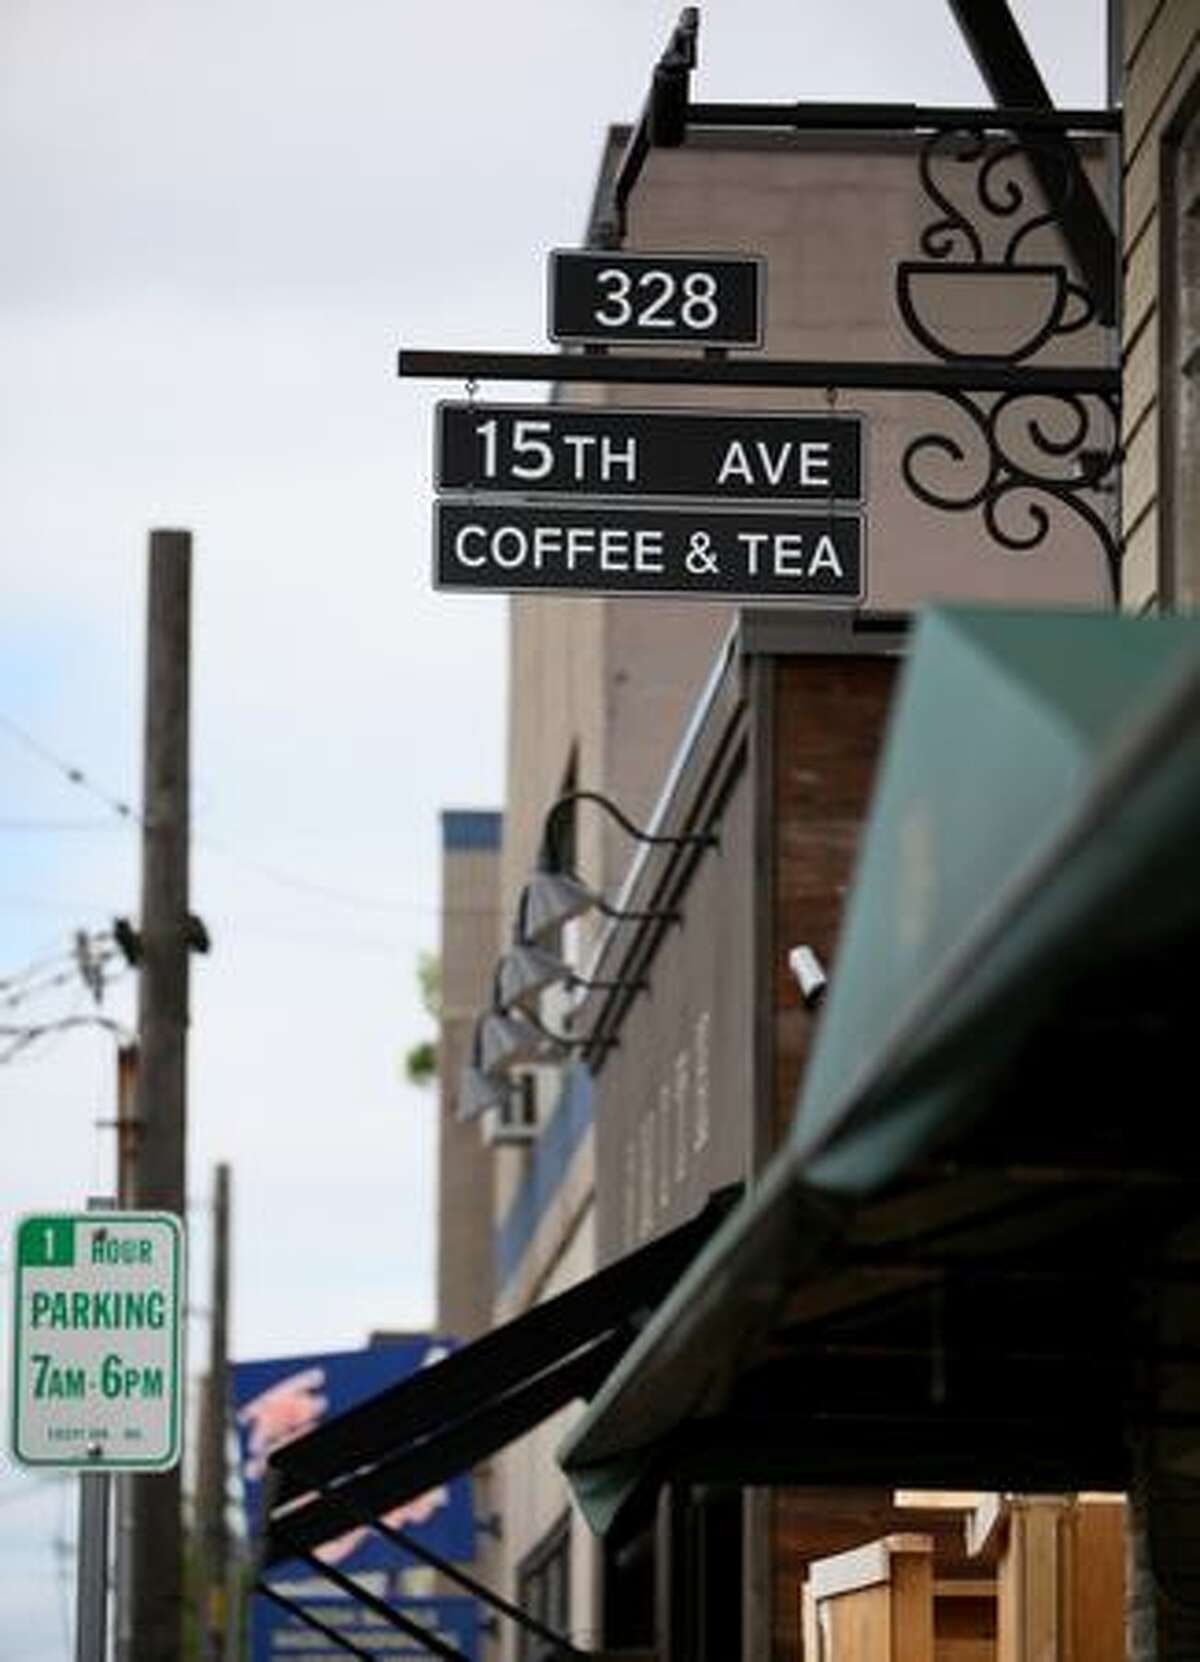 328
15TH AVE
COFFEE & TEA
1 HOUR
PARKING
7AM-6PM